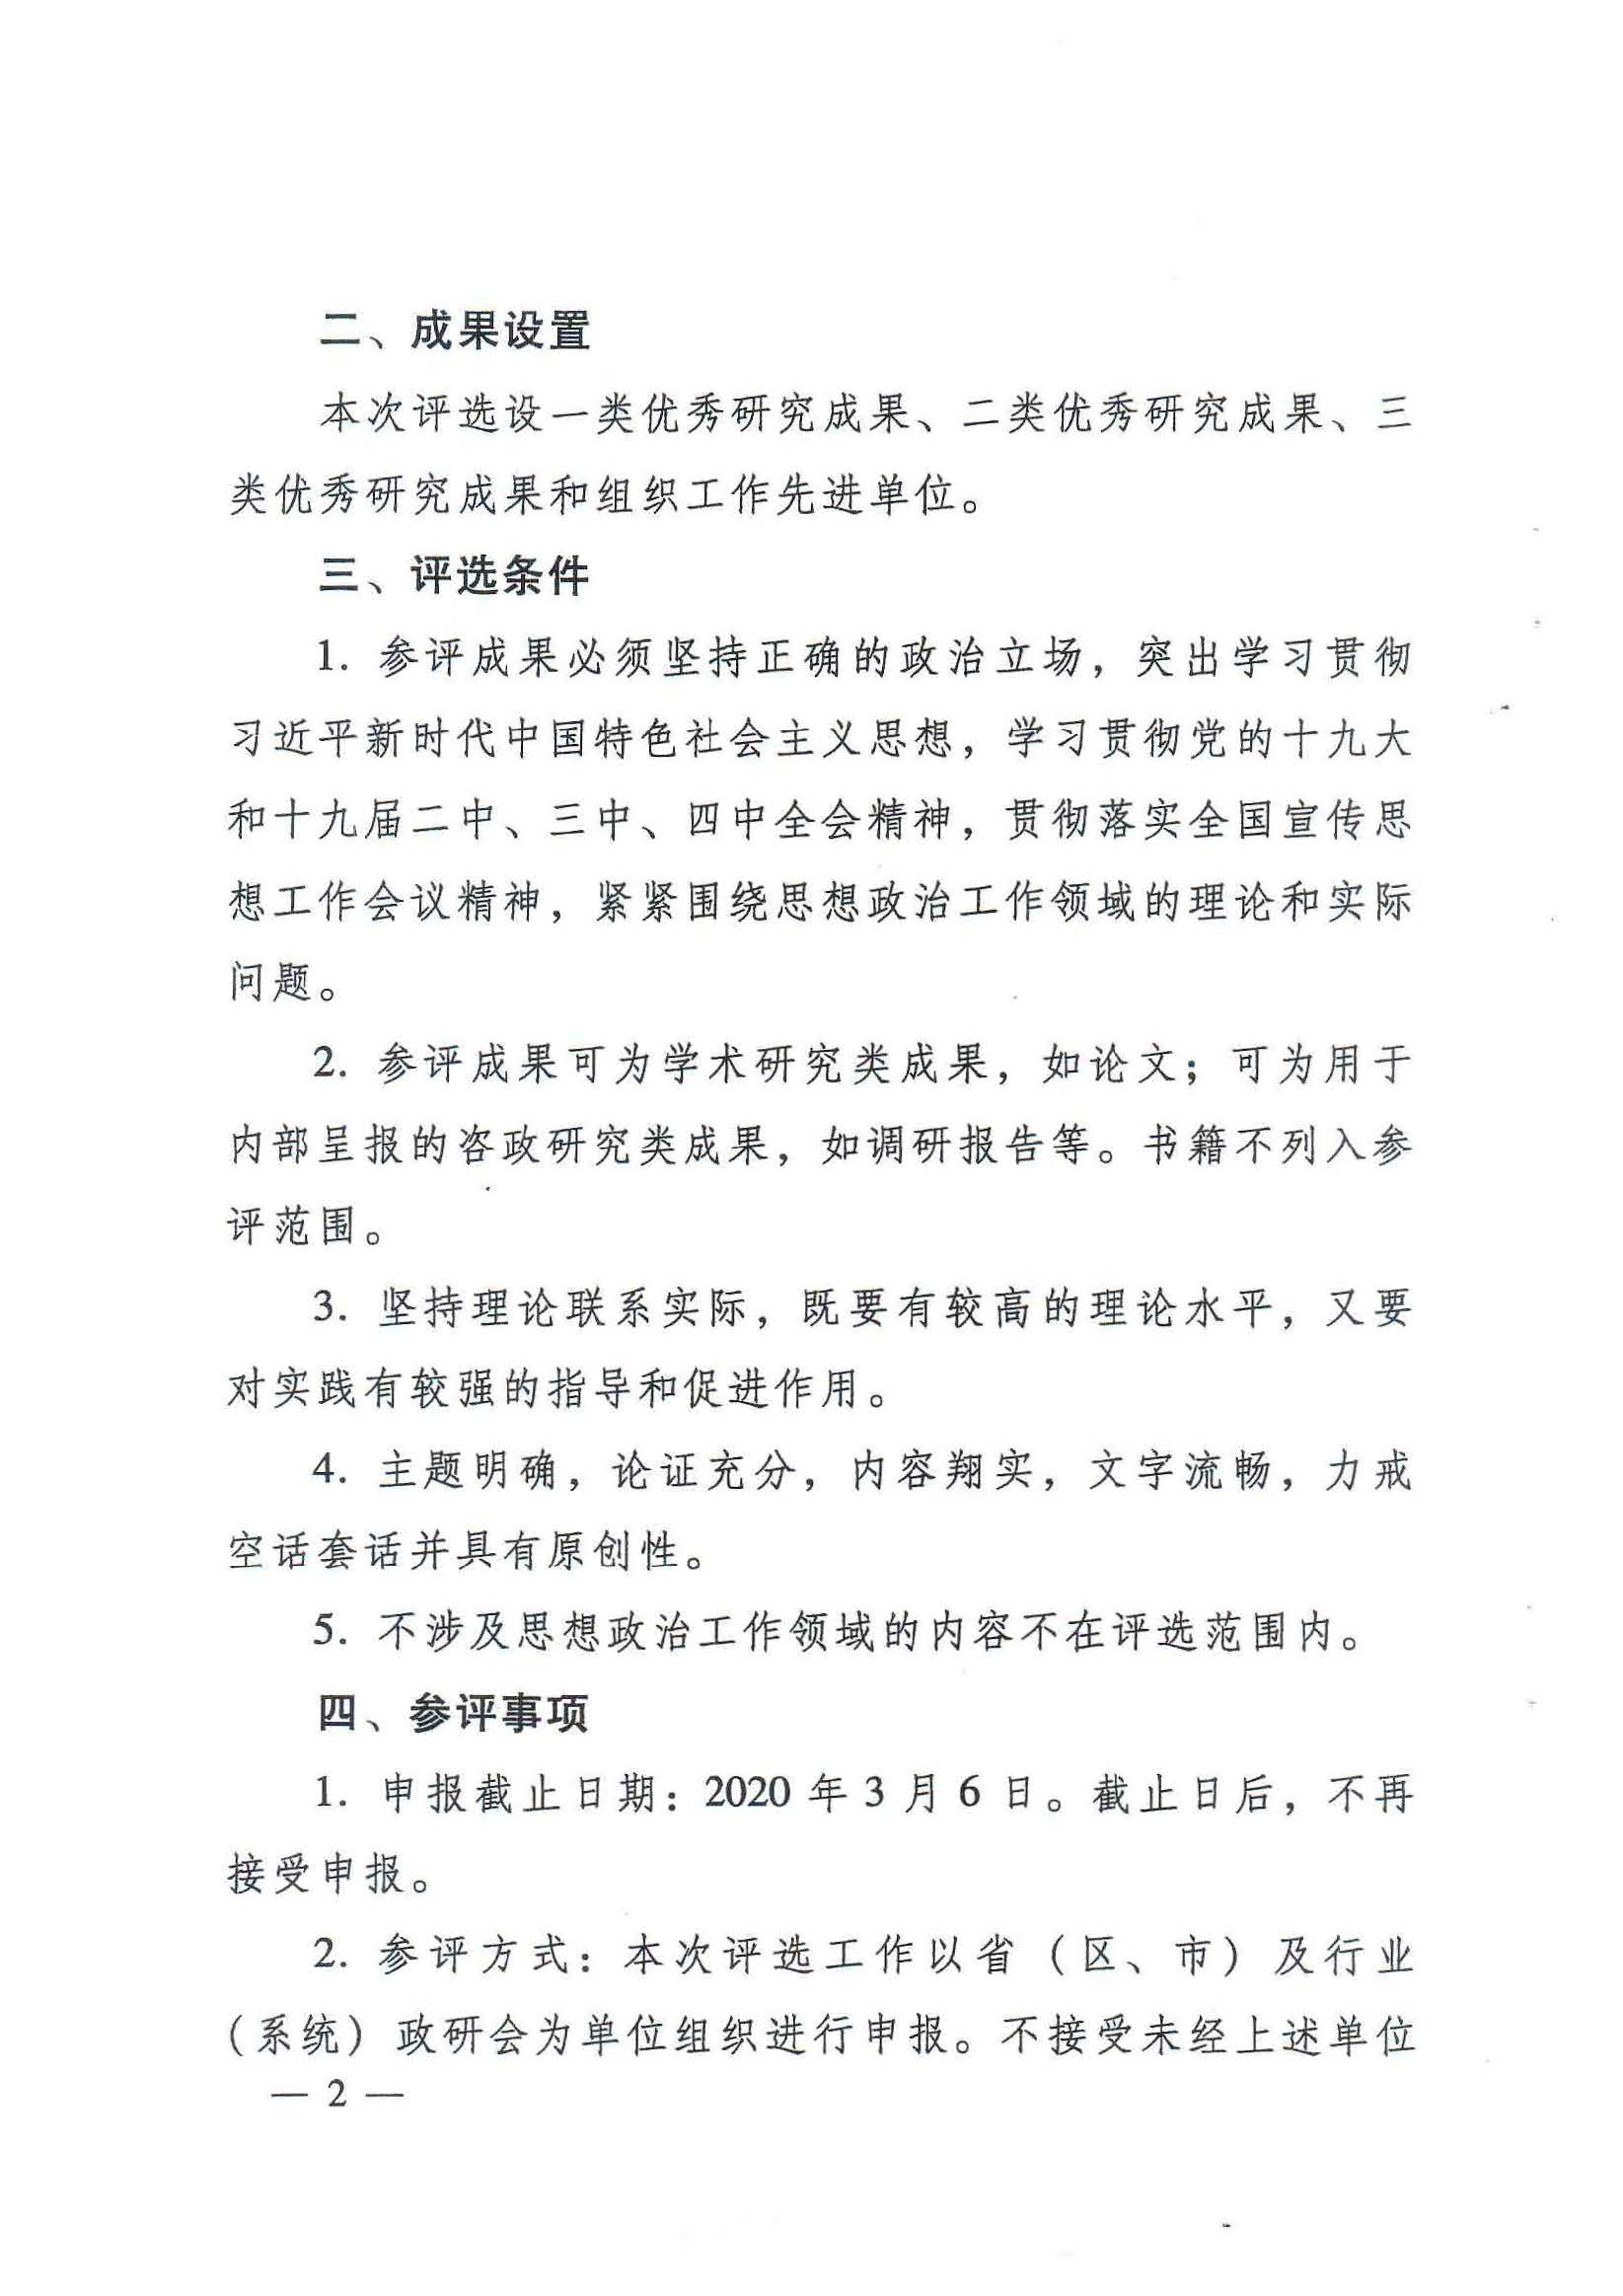 二、成果设置
本次评选设一类优秀研究成果、二类优秀研究成果、三
类优秀研究成果和组织工作先进单位。
三、评选条件
1. 参评成果必须坚持正确的政治立场，突出学习贯彻
习近平新时代中国特色社会主义思想，学习贯彻党的十九大
和十九届二中、三中、四中全会精神，贯彻落实全国宣传思
想工作会议精神，紧紧围绕思想政治工作领域的理论和实际
问题。
2. 参评成果可为学术研究类成果，如论文；可为用于
内部呈报的咨政研究类成果，如调研报告等。书籍不列入参
评范围。
3. 坚持理论联系实际，既要有较高的理论水平，又要
对实践有较强的指导和促进作用。
4. 主题明确，论证充分，内容翔实，文字流畅，力戒
空话套话并具有原创性。
5. 不涉及思想政治工作领域的内容不在评选范围内。
四、参评事项
1. 申报截止日期：2020 年 3 月 6 日。截止日后，不再
接受申报。
2. 参评方式：本次评选工作以省（区、市）及行业
（系统）政研会为单位组织进行申报。不接受未经上述单位
— 2 —